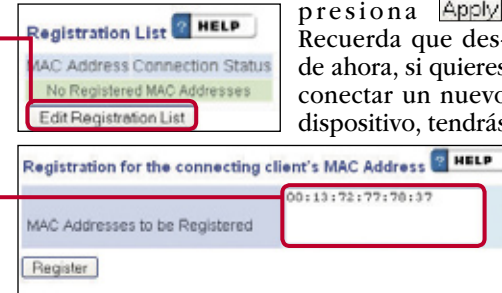 Registration List ? HELP
MAC Address Connection Status
No Registered MAC Addresses
Edit Registration List
presiona Apply
Recuerda que des-
de ahora, si quieres
conectar un nuevo
dispositivo, tendrás
Registration for the connecting client's MAC Address ? HELP
00:13:72:77:78:37
MAC Addresses to be Registered
Register